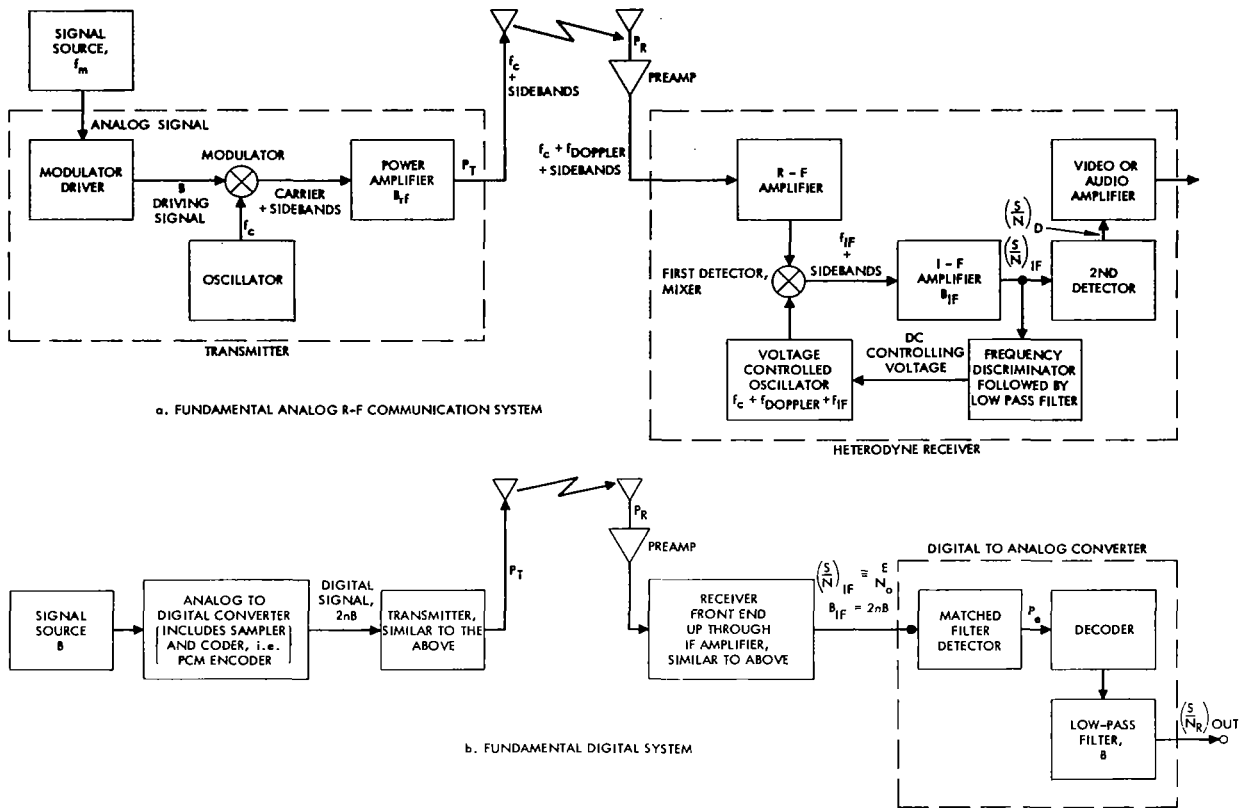 SIGNAL
SOURCE,
f_m
ANALOG SIGNAL
MODULATOR
DRIVER
B
DRIVING
SIGNAL
MODULATOR
f_c
OSCILLATOR
CARRIER
+ SIDEBANDS
POWER
AMPLIFIER
B_rf
P_T
TRANSMITTER
f_c
+
SIDEBANDS
P_R
PREAMP
f_c + f_DOPPLER
+ SIDEBANDS
R - F
AMPLIFIER
FIRST DETECTOR,
MIXER
f_IF
+
SIDEBANDS
I - F
AMPLIFIER
B_IF
(S/N)_IF
(S/N)_D
2ND
DETECTOR
VIDEO OR
AUDIO
AMPLIFIER
VOLTAGE
CONTROLLED
OSCILLATOR
f_c + f_DOPPLER + f_IF
DC
CONTROLLING
VOLTAGE
FREQUENCY
DISCRIMINATOR
FOLLOWED BY
LOW PASS FILTER
HETERODYNE RECEIVER
a. FUNDAMENTAL ANALOG R-F COMMUNICATION SYSTEM
SIGNAL
SOURCE
B
ANALOG TO
DIGITAL CONVERTER
(INCLUDES SAMPLER
AND CODER, i.e.
PCM ENCODER)
DIGITAL
SIGNAL,
2nB
TRANSMITTER,
SIMILAR TO THE
ABOVE
P_T
P_R
PREAMP
RECEIVER
FRONT END
UP THROUGH
IF AMPLIFIER,
SIMILAR TO ABOVE
(S/N)_IF ≡ E/N_o
B_IF = 2nB
DIGITAL TO ANALOG CONVERTER
MATCHED
FILTER
DETECTOR
P_e
DECODER
LOW-PASS
FILTER,
B
(S/N_R)OUT
b. FUNDAMENTAL DIGITAL SYSTEM